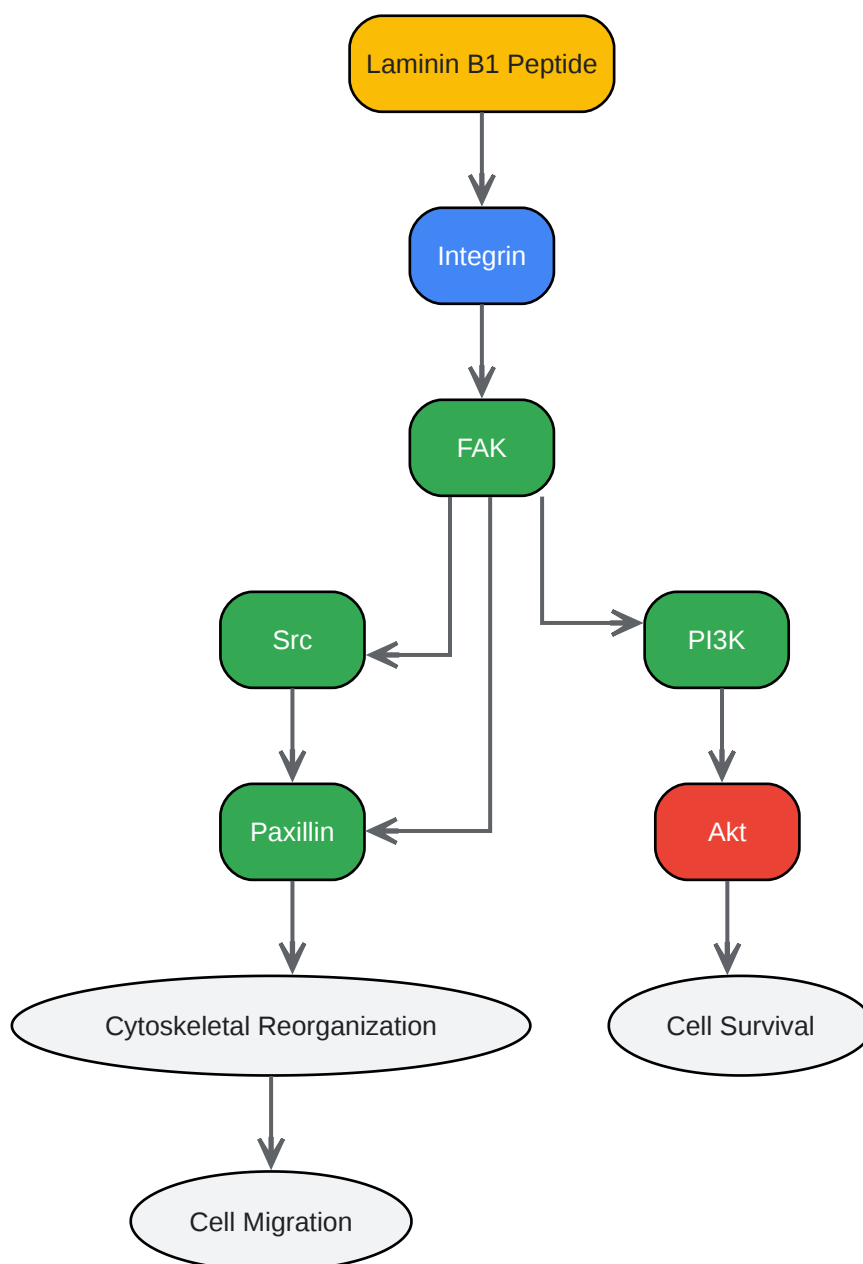 Laminin B1 Peptide
Integrin
FAK
Src
PI3K
Paxillin
Akt
Cytoskeletal Reorganization
Cell Survival
Cell Migration